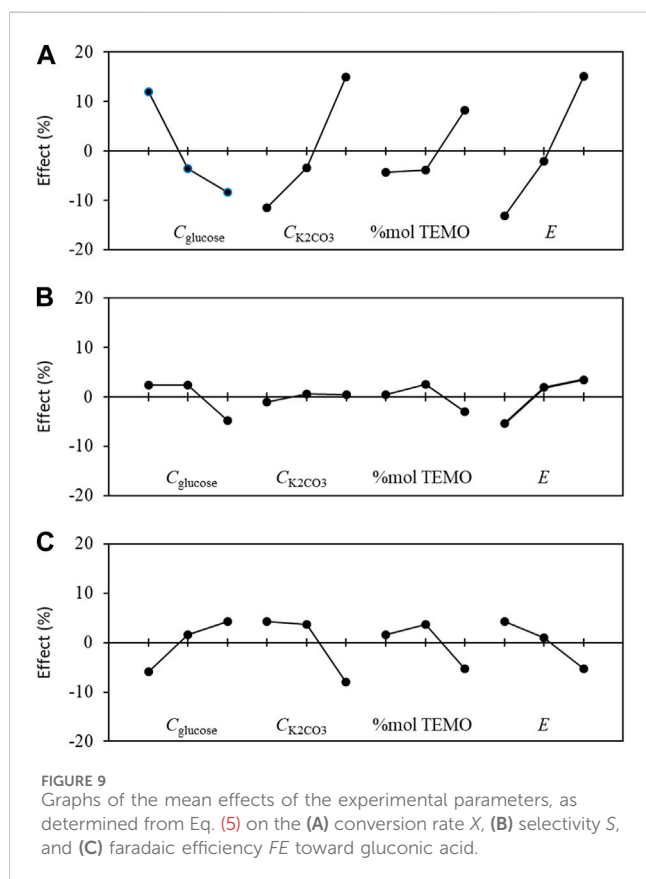 A
20
10
0
-10
-20
Effect (%)
Cglucose CK2CO3 %mol TEMO E
B
20
10
0
-10
-20
Effect (%)
Cglucose CK2CO3 %mol TEMO E
C
20
10
0
-10
-20
Effect (%)
Cglucose CK2CO3 %mol TEMO E
FIGURE 9
Graphs of the mean effects of the experimental parameters, as
determined from Eq. (5) on the (A) conversion rate X, (B) selectivity S,
and (C) faradaic efficiency FE toward gluconic acid.